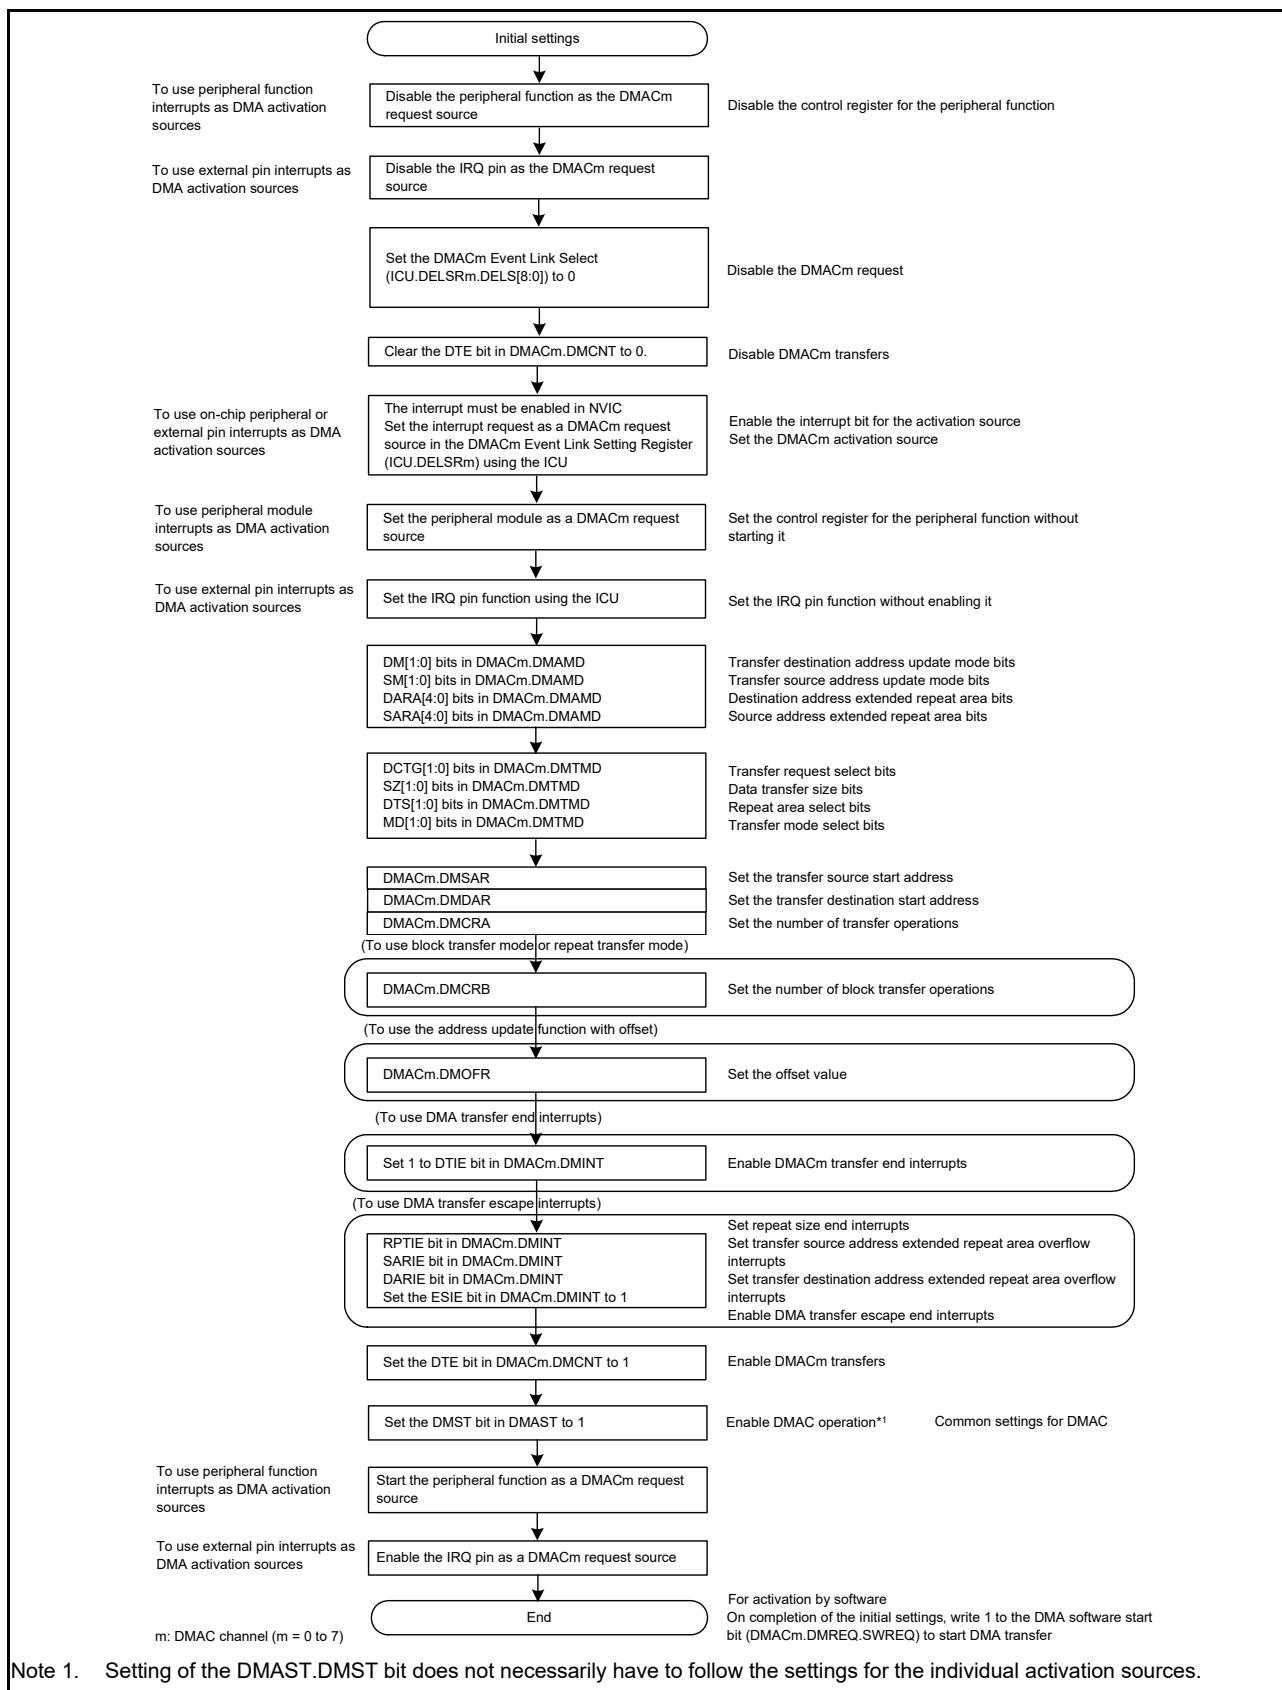 Initial settings
To use peripheral function
interrupts as DMA activation
sources
Disable the peripheral function as the DMACm
request source
Disable the control register for the peripheral function
To use external pin interrupts as
DMA activation sources
Disable the IRQ pin as the DMACm request
source
Set the DMACm Event Link Select
(ICU.DELSRm.DELS[8:0]) to 0
Disable the DMACm request
Clear the DTE bit in DMACm.DMCNT to 0.
Disable DMACm transfers
To use on-chip peripheral or
external pin interrupts as DMA
activation sources
The interrupt must be enabled in NVIC
Set the interrupt request as a DMACm request
source in the DMACm Event Link Setting Register
(ICU.DELSRm) using the ICU
Enable the interrupt bit for the activation source
Set the DMACm activation source
To use peripheral module
interrupts as DMA activation
sources
Set the peripheral module as a DMACm request
source
Set the control register for the peripheral function without
starting it
To use external pin interrupts as
DMA activation sources
Set the IRQ pin function using the ICU
Set the IRQ pin function without enabling it
DM[1:0] bits in DMACm.DMAMD
SM[1:0] bits in DMACm.DMAMD
DARA[4:0] bits in DMACm.DMAMD
SARA[4:0] bits in DMACm.DMAMD
Transfer destination address update mode bits
Transfer source address update mode bits
Destination address extended repeat area bits
Source address extended repeat area bits
DCTG[1:0] bits in DMACm.DMTMD
SZ[1:0] bits in DMACm.DMTMD
DTS[1:0] bits in DMACm.DMTMD
MD[1:0] bits in DMACm.DMTMD
Transfer request select bits
Data transfer size bits
Repeat area select bits
Transfer mode select bits
DMACm.DMSAR
Set the transfer source start address
DMACm.DMDAR
Set the transfer destination start address
DMACm.DMCRA
Set the number of transfer operations
(To use block transfer mode or repeat transfer mode)
DMACm.DMCRB
Set the number of block transfer operations
(To use the address update function with offset)
DMACm.DMOFR
Set the offset value
(To use DMA transfer end interrupts)
Set 1 to DTIE bit in DMACm.DMINT
Enable DMACm transfer end interrupts
(To use DMA transfer escape interrupts)
RPTIE bit in DMACm.DMINT
SARIE bit in DMACm.DMINT
DARIE bit in DMACm.DMINT
Set the ESIE bit in DMACm.DMINT to 1
Set repeat size end interrupts
Set transfer source address extended repeat area overflow
interrupts
Set transfer destination address extended repeat area overflow
interrupts
Enable DMA transfer escape end interrupts
Set the DTE bit in DMACm.DMCNT to 1
Enable DMACm transfers
Set the DMST bit in DMAST to 1
Enable DMAC operation*1
Common settings for DMAC
To use peripheral function
interrupts as DMA activation
sources
Start the peripheral function as a DMACm request
source
To use external pin interrupts as
DMA activation sources
Enable the IRQ pin as a DMACm request source
End
For activation by software
On completion of the initial settings, write 1 to the DMA software start
bit (DMACm.DMREQ.SWREQ) to start DMA transfer
m: DMAC channel (m = 0 to 7)
Note 1. Setting of the DMAST.DMST bit does not necessarily have to follow the settings for the individual activation sources.